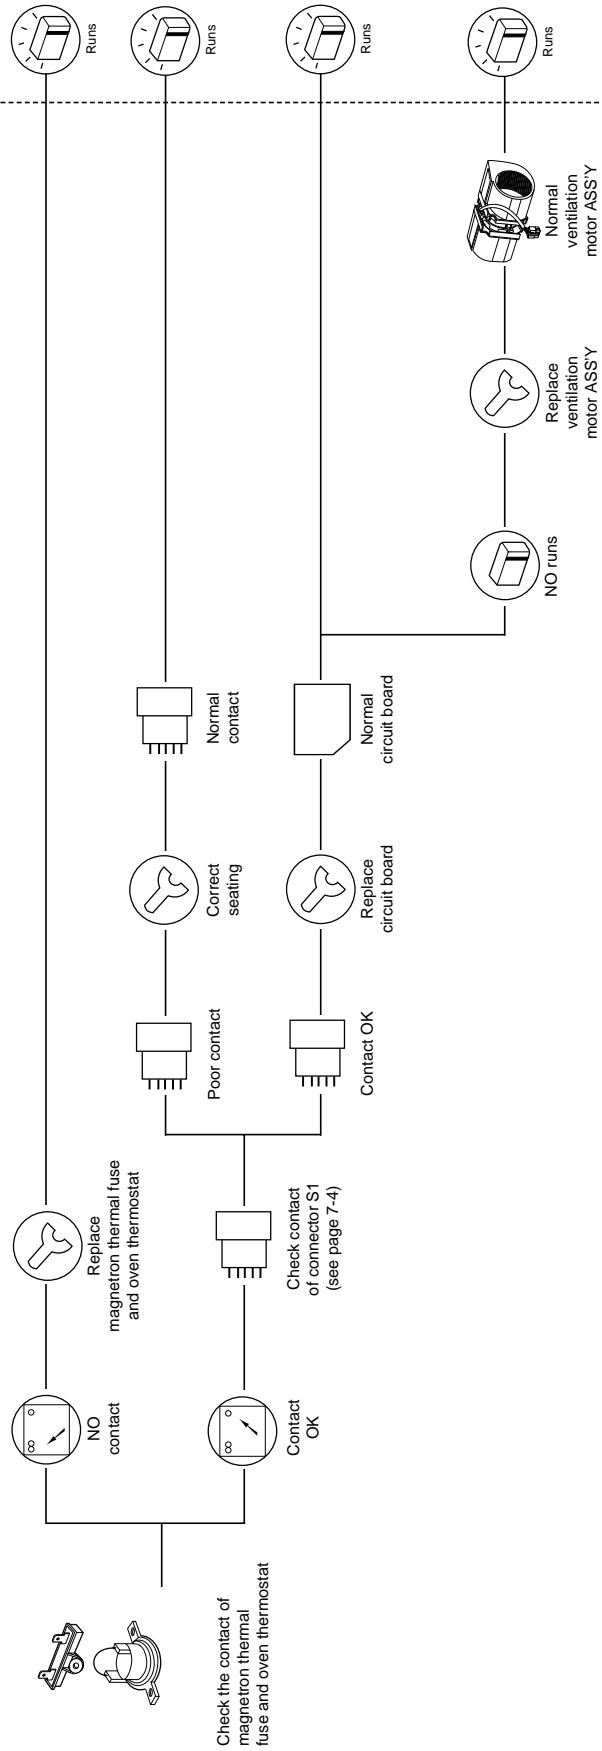 Check the contact of
magnetron thermal
fuse and oven thermostat
NO
contact
Replace
magnetron thermal fuse
and oven thermostat
Runs
Contact
OK
Check contact
of connector S1
(see page 7-4)
Poor contact
Correct
seating
Normal
contact
Runs
Contact OK
Replace
circuit board
Normal
circuit board
Runs
NO runs
Replace
ventilation
motor ASS'Y
Normal
ventilation
motor ASS'Y
Runs